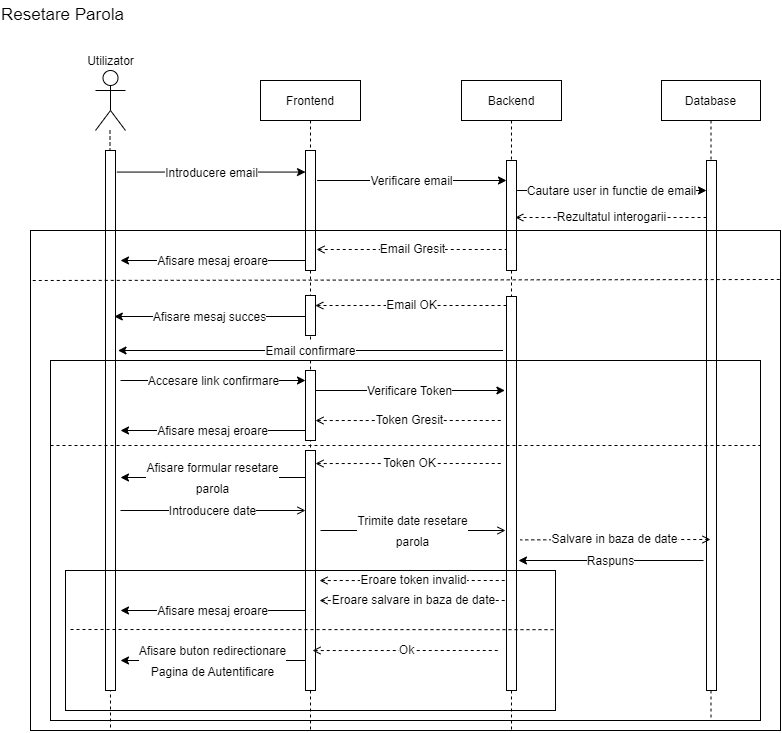 Resetare Parola
Utilizator
Frontend
Backend
Database
Introducere email
Verificare email
Cautare user in functie de email
Rezultatul interogarii
Email Gresit
Afisare mesaj eroare
Email OK
Afisare mesaj succes
Email confirmare
Accesare link confirmare
Verificare Token
Token Gresit
Afisare mesaj eroare
Token OK
Afisare formular resetare
parola
Introducere date
Trimite date resetare
parola
Salvare in baza de date
Raspuns
Eroare token invalid
Eroare salvare in baza de date
Afisare mesaj eroare
Ok
Afisare buton redirectionare
Pagina de Autentificare